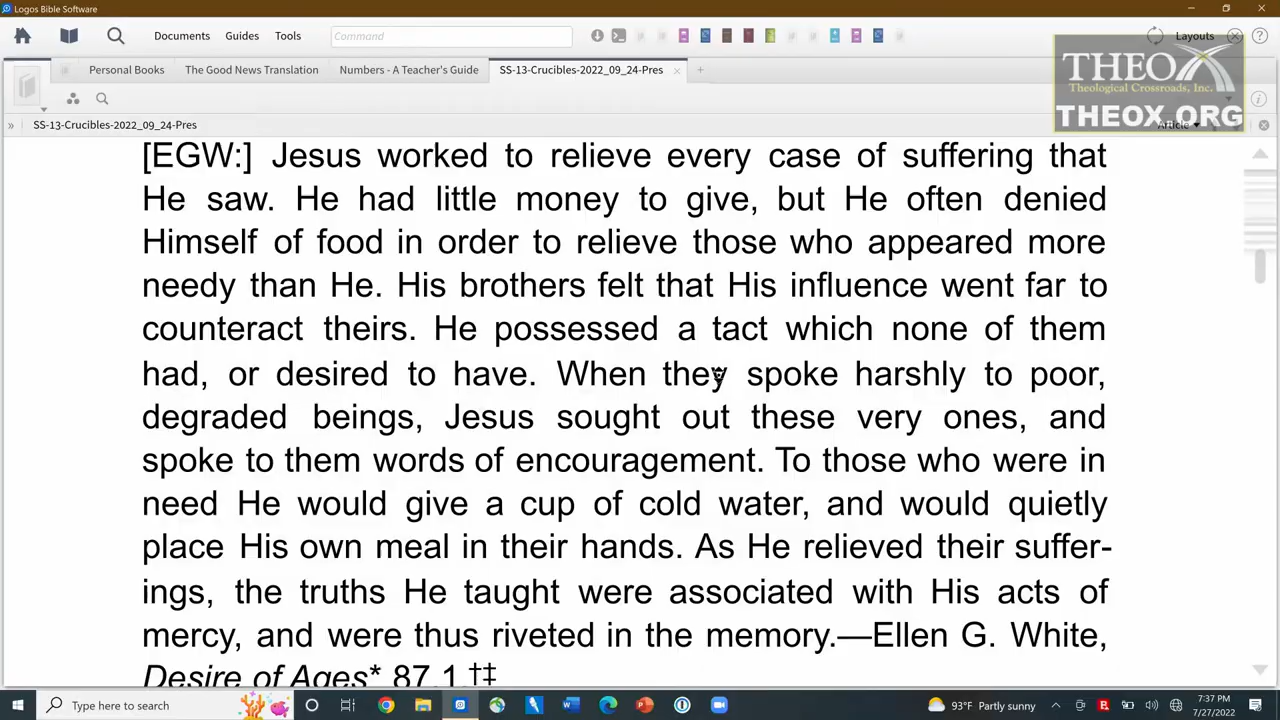 Logos Bible Software
Documents Guides Tools Command Layouts
Personal Books The Good News Translation Numbers - A Teacher's Guide SS-13-Crucibles-2022_09_24-Pres
THEOX
Theological Crossroads, Inc.
THEOX.ORG
SS-13-Crucibles-2022_09_24-Pres Article
[EGW:] Jesus worked to relieve every case of suffering that
He saw. He had little money to give, but He often denied
Himself of food in order to relieve those who appeared more
needy than He. His brothers felt that His influence went far to
counteract theirs. He possessed a tact which none of them
had, or desired to have. When they spoke harshly to poor,
degraded beings, Jesus sought out these very ones, and
spoke to them words of encouragement. To those who were in
need He would give a cup of cold water, and would quietly
place His own meal in their hands. As He relieved their suffer-
ings, the truths He taught were associated with His acts of
mercy, and were thus riveted in the memory.—Ellen G. White,
Desire of Ages* 87.1.†‡
Type here to search 93°F Partly sunny 7:37 PM
7/27/2022